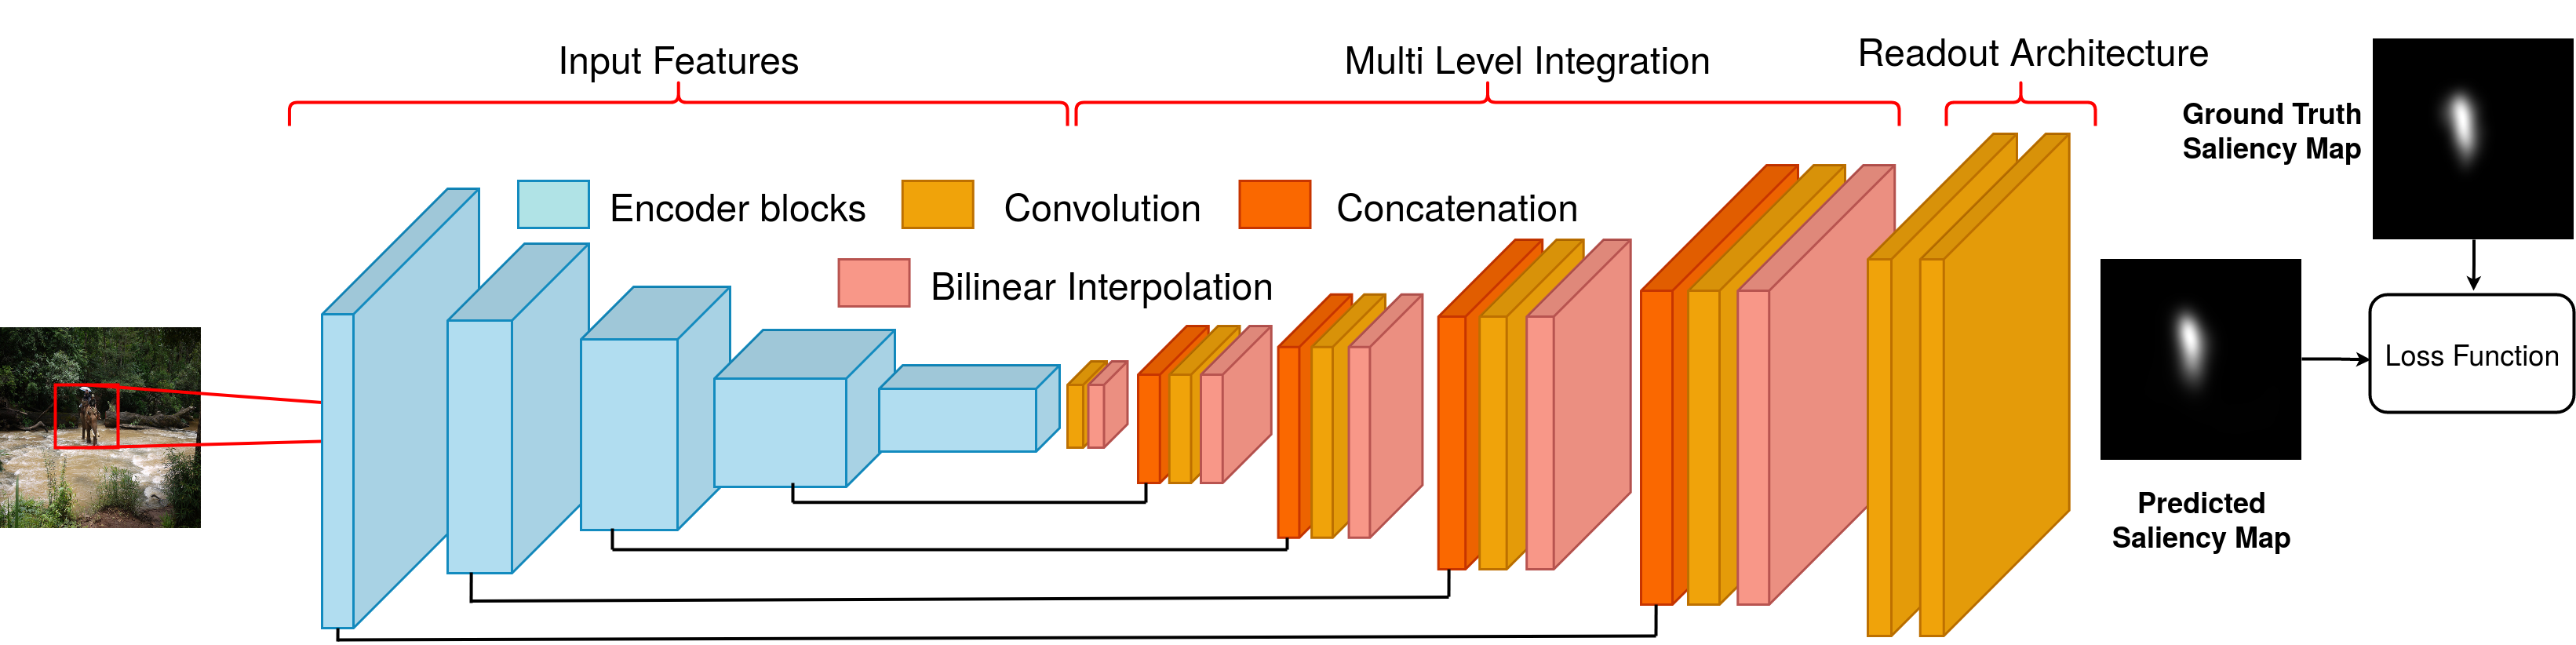 Input Features
Multi Level Integration
Readout Architecture
Ground Truth
Saliency Map
Encoder blocks
Convolution
Concatenation
Bilinear Interpolation
Loss Function
Predicted
Saliency Map